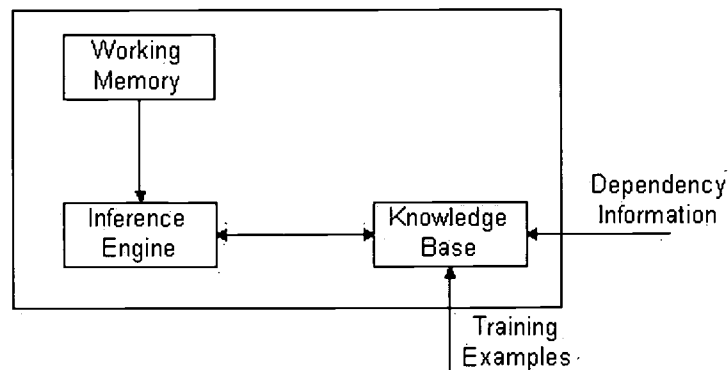 Working
Memory
Inference
Engine
Knowledge
Base
Dependency
Information
Training
Examples